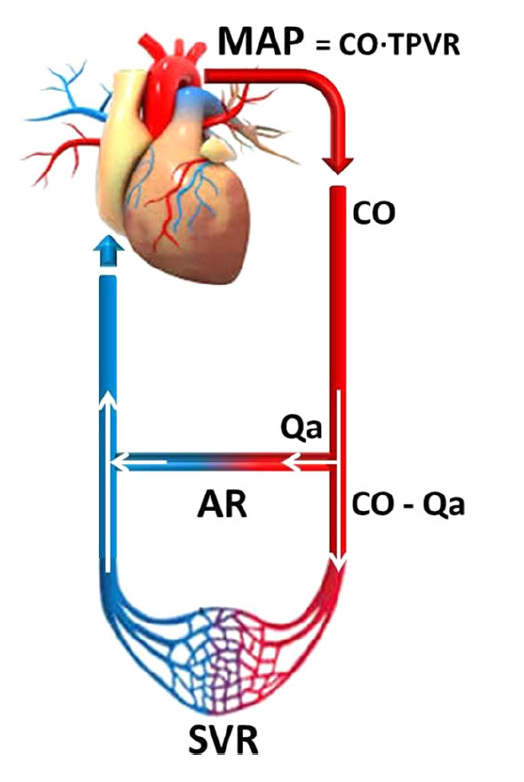 MAP = CO·TPVR
CO
Qa
AR
CO - Qa
SVR